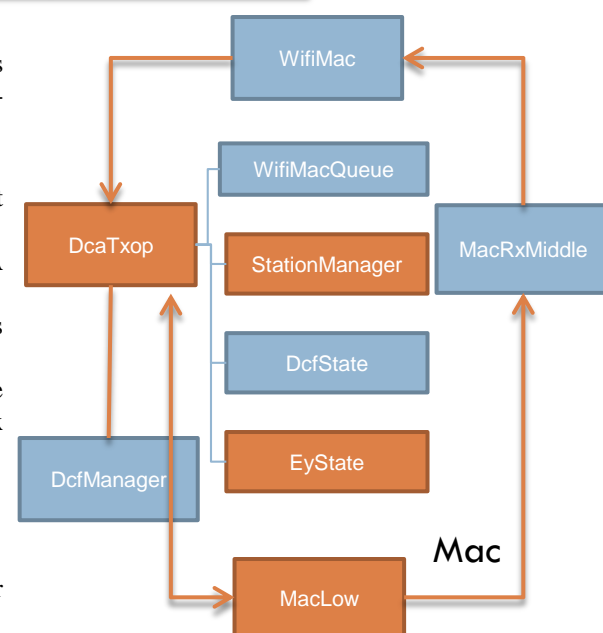 WifiMac
WifiMacQueue
DcaTxop
StationManager
MacRxMiddle
DcfState
EyState
DcfManager
Mac
MacLow